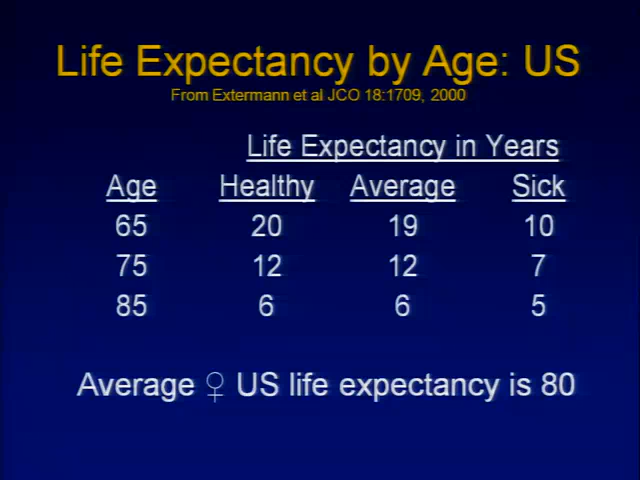 Life Expectancy by Age: US
From Extermann et al JCO 18:1709, 2000
Life Expectancy in Years
Age Healthy Average Sick
65 20 19 10
75 12 12 7
85 6 6 5
Average ♀ US life expectancy is 80